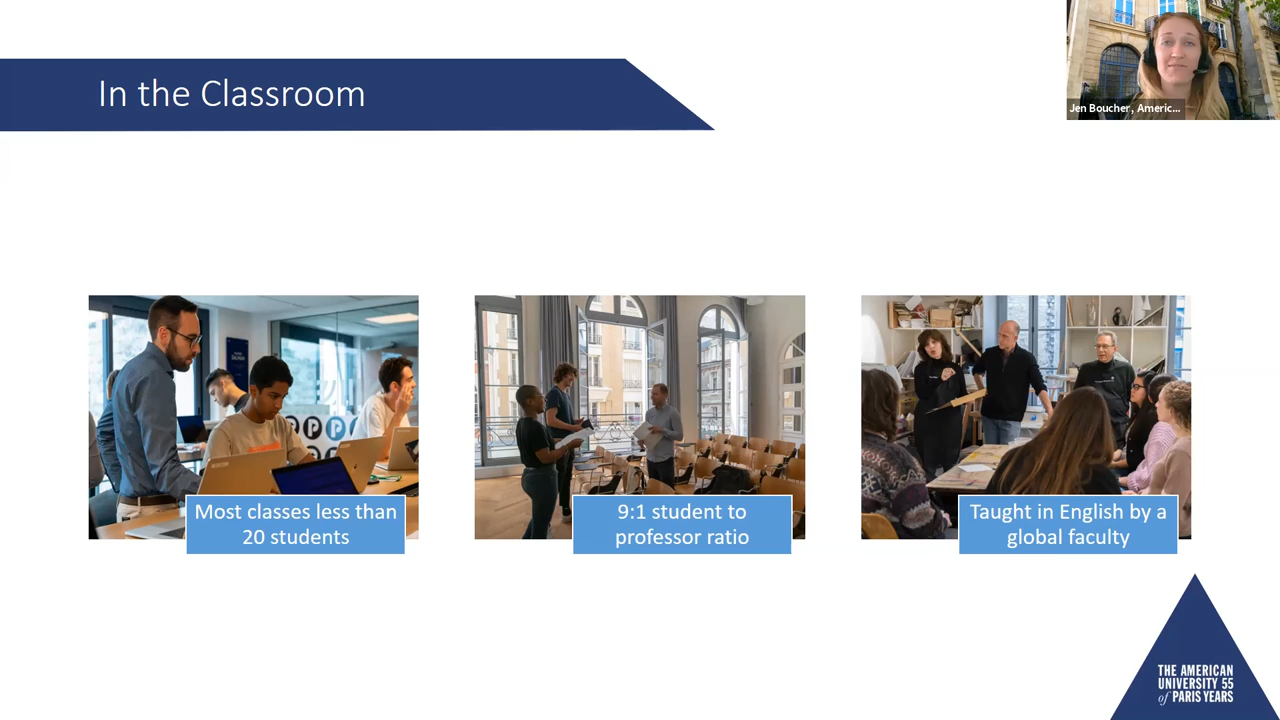 In the Classroom
Jen Boucher, Americ...
Most classes less than
20 students
9:1 student to
professor ratio
Taught in English by a
global faculty
THE AMERICAN
UNIVERSITY 55
of PARIS YEARS